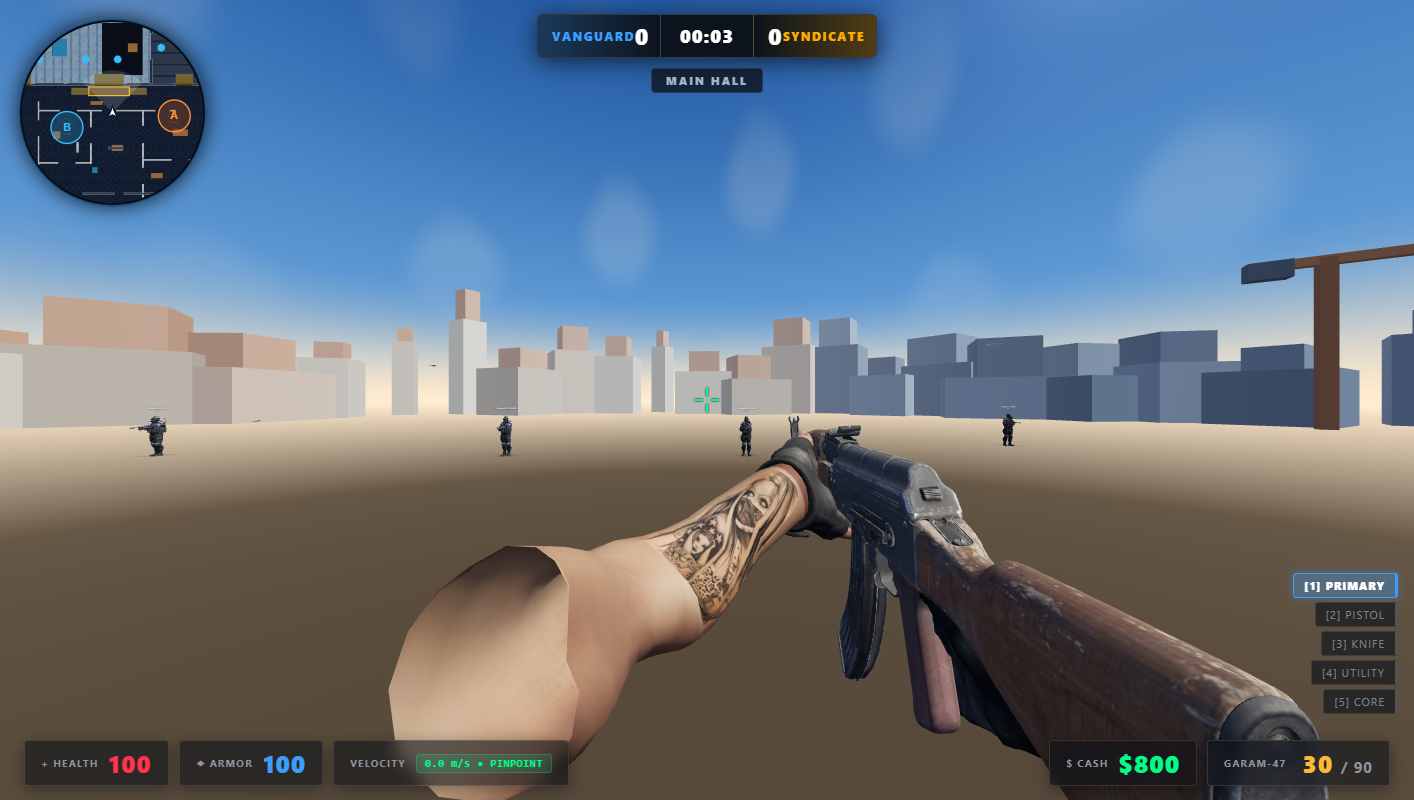 VANGUARD 0 00:03 0 SYNDICATE
MAIN HALL
B
A
[1] PRIMARY
[2] PISTOL
[3] KNIFE
[4] UTILITY
[5] CORE
+ HEALTH 100
◆ ARMOR 100
VELOCITY 0.0 m/s • PINPOINT
$ CASH $800
GARAM-47 30 / 90